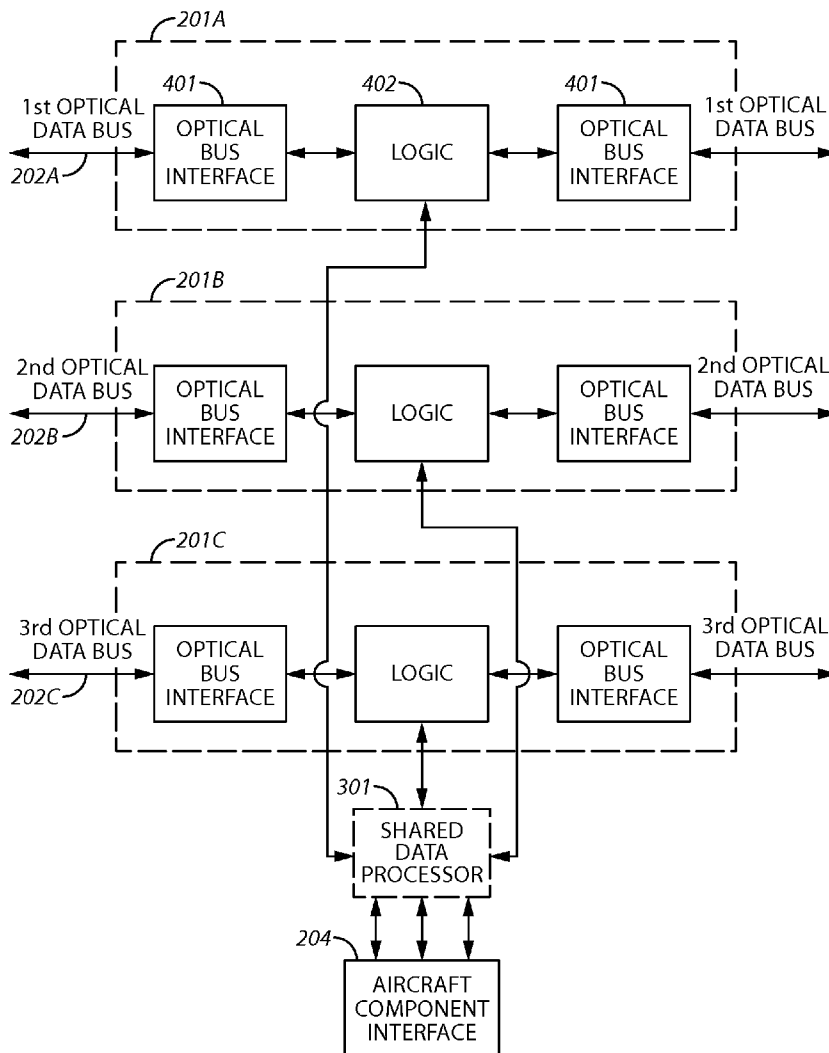 201A
401
402
401
1st OPTICAL
DATA BUS
202A
OPTICAL
BUS
INTERFACE
LOGIC
OPTICAL
BUS
INTERFACE
1st OPTICAL
DATA BUS
201B
2nd OPTICAL
DATA BUS
202B
OPTICAL
BUS
INTERFACE
LOGIC
OPTICAL
BUS
INTERFACE
2nd OPTICAL
DATA BUS
201C
3rd OPTICAL
DATA BUS
202C
OPTICAL
BUS
INTERFACE
LOGIC
OPTICAL
BUS
INTERFACE
3rd OPTICAL
DATA BUS
301
SHARED
DATA
PROCESSOR
204
AIRCRAFT
COMPONENT
INTERFACE